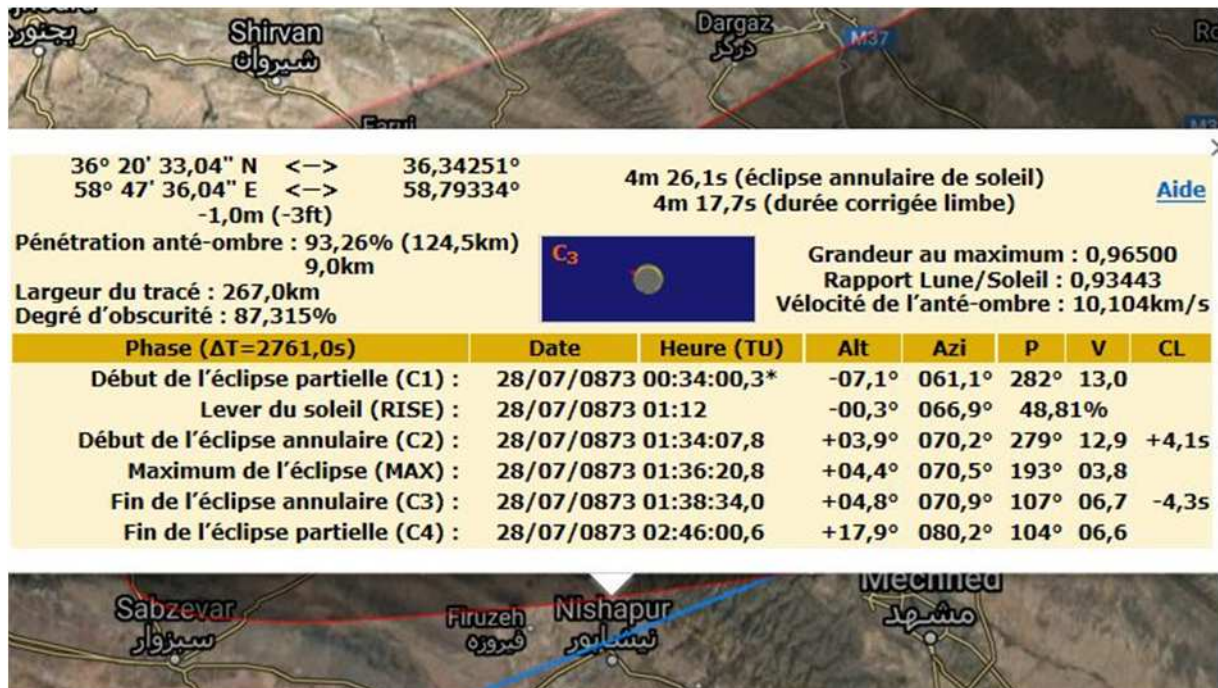 Shirvan
شیروان
Dargaz
درگز
M37
36° 20' 33,04" N <—> 36,34251°
58° 47' 36,04" E <—> 58,79334°
-1,0m (-3ft)
4m 26,1s (éclipse annulaire de soleil)
4m 17,7s (durée corrigée limbe)
Aide
Pénétration anté-ombre : 93,26% (124,5km)
9,0km
Largeur du tracé : 267,0km
Degré d'obscurité : 87,315%
C3
Grandeur au maximum : 0,96500
Rapport Lune/Soleil : 0,93443
Vélocité de l'anté-ombre : 10,104km/s
Phase (ΔT=2761,0s) Date Heure (TU) Alt Azi P V CL
Début de l'éclipse partielle (C1) : 28/07/0873 00:34:00,3* -07,1° 061,1° 282° 13,0
Lever du soleil (RISE) : 28/07/0873 01:12 -00,3° 066,9° 48,81%
Début de l'éclipse annulaire (C2) : 28/07/0873 01:34:07,8 +03,9° 070,2° 279° 12,9 +4,1s
Maximum de l'éclipse (MAX) : 28/07/0873 01:36:20,8 +04,4° 070,5° 193° 03,8
Fin de l'éclipse annulaire (C3) : 28/07/0873 01:38:34,0 +04,8° 070,9° 107° 06,7 -4,3s
Fin de l'éclipse partielle (C4) : 28/07/0873 02:46:00,6 +17,9° 080,2° 104° 06,6
Sabzevar
سبزوار
Firuzeh
فیروزه
Nishapur
نیشابور
Mechhed
مشهد